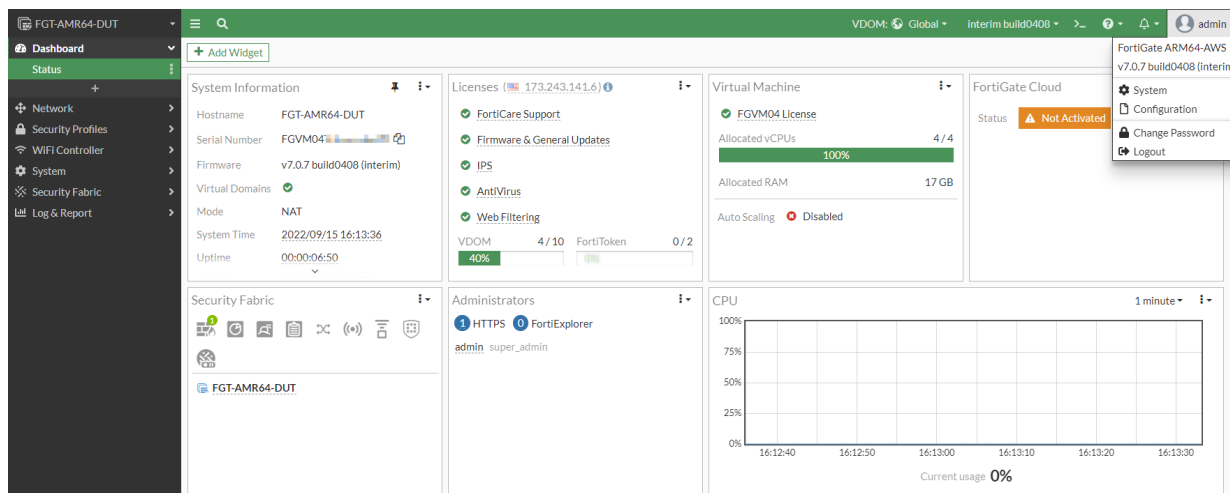 FGT-AMR64-DUT
VDOM: Global
interim build0408
>_
admin
Dashboard
Status
+
Network
Security Profiles
WiFi Controller
System
Security Fabric
Log & Report
+ Add Widget
FortiGate ARM64-AWS
v7.0.7 build0408 (interim
System
Configuration
Change Password
Logout
System Information
Hostname FGT-AMR64-DUT
Serial Number FGVM04
Firmware v7.0.7 build0408 (interim)
Virtual Domains
Mode NAT
System Time 2022/09/15 16:13:36
Uptime 00:00:06:50
Licenses (173.243.141.6)
FortiCare Support
Firmware & General Updates
IPS
AntiVirus
Web Filtering
VDOM 4/10 FortiToken 0/2
40%
Virtual Machine
FGVM04 License
Allocated vCPUs 4/4
100%
Allocated RAM 17 GB
Auto Scaling Disabled
FortiGate Cloud
Status Not Activated
Security Fabric
1
FGT-AMR64-DUT
Administrators
1 HTTPS 0 FortiExplorer
admin super_admin
CPU 1 minute
100%
75%
50%
25%
0%
16:12:40 16:12:50 16:13:00 16:13:10 16:13:20 16:13:30
Current usage 0%